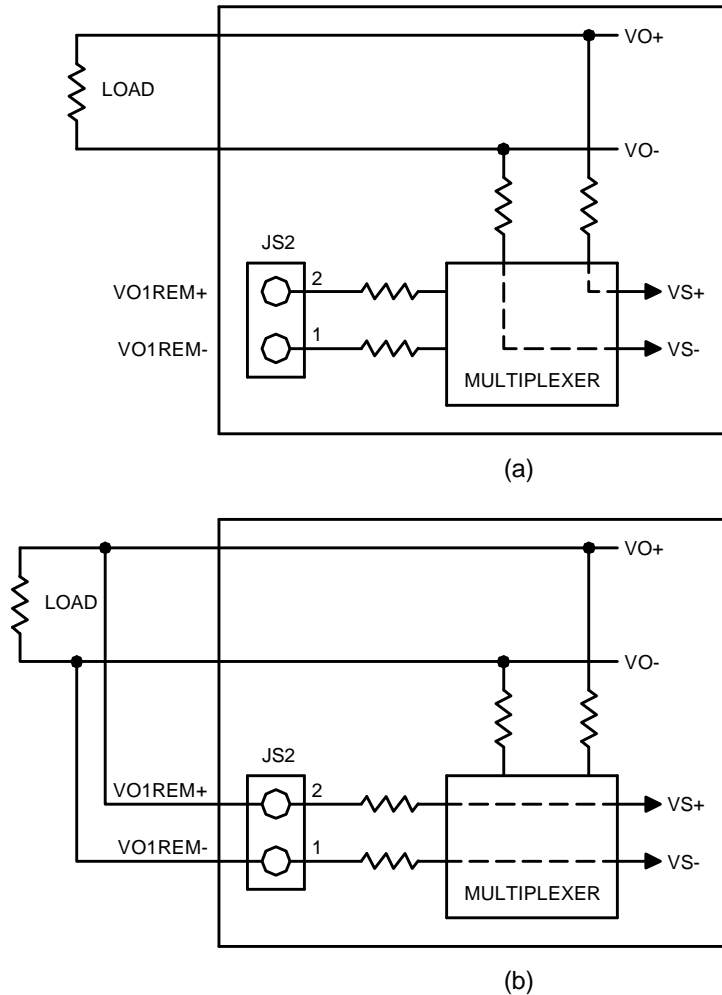 VO+
LOAD
VO-
JS2
VO1REM+
2
VS+
VO1REM-
1
VS-
MULTIPLEXER
(a)
VO+
LOAD
VO-
JS2
VO1REM+
2
VS+
VO1REM-
1
VS-
MULTIPLEXER
(b)